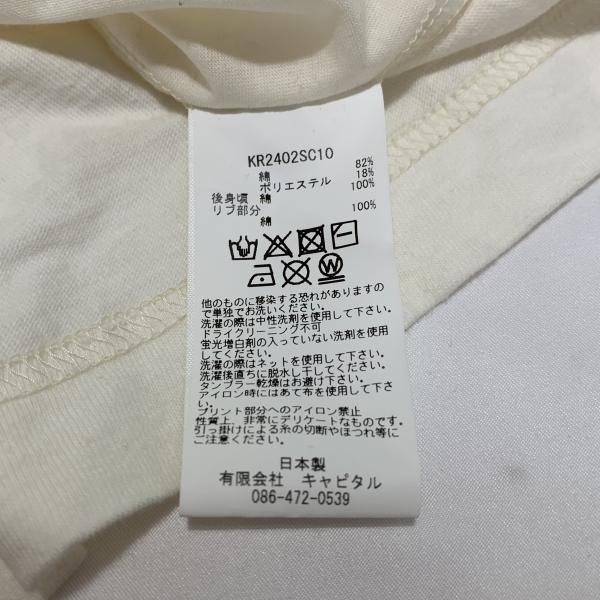 KR2402SC10
綿 82%
ポリエステル 18%
後身頃 綿 100%
リブ部分
綿 100%
W
他のものに移染する恐れがありますの
で単独でお洗いください。
洗濯の際は中性洗剤を使用して下さい。
ドライクリーニング不可
蛍光増白剤の入っていない洗剤を使用
してください。
洗濯の際はネットを使用して下さい。
洗濯後直ちに脱水し干してください。
タンブラー乾燥はお避け下さい。
アイロン時にはあて布を使用して下さ
い。
プリント部分へのアイロン禁止
性質上、非常にデリケートなものです。
引っ掛けによる糸の切断やほつれ等に
ご注意ください。
日本製
有限会社 キャピタル
086-472-0539